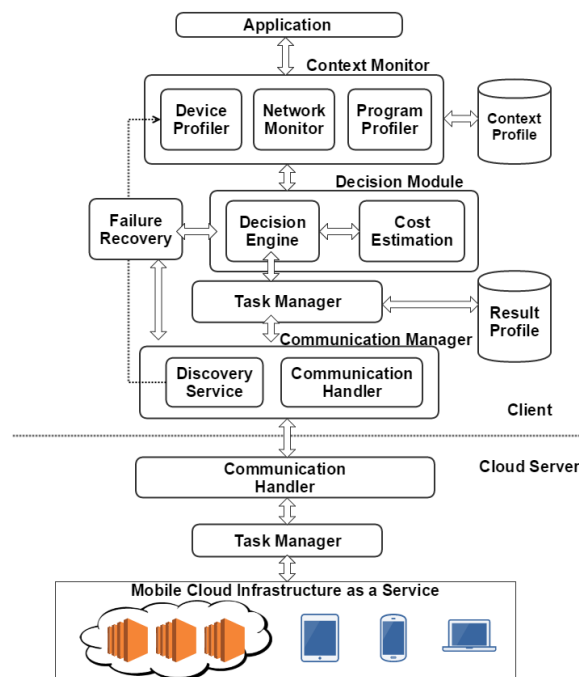 Application
Context Monitor
Device
Profiler
Network
Monitor
Program
Profiler
Context
Profile
Decision Module
Failure
Recovery
Decision
Engine
Cost
Estimation
Task Manager
Result
Profile
Communication Manager
Discovery
Service
Communication
Handler
Client
Cloud Server
Communication
Handler
Task Manager
Mobile Cloud Infrastructure as a Service